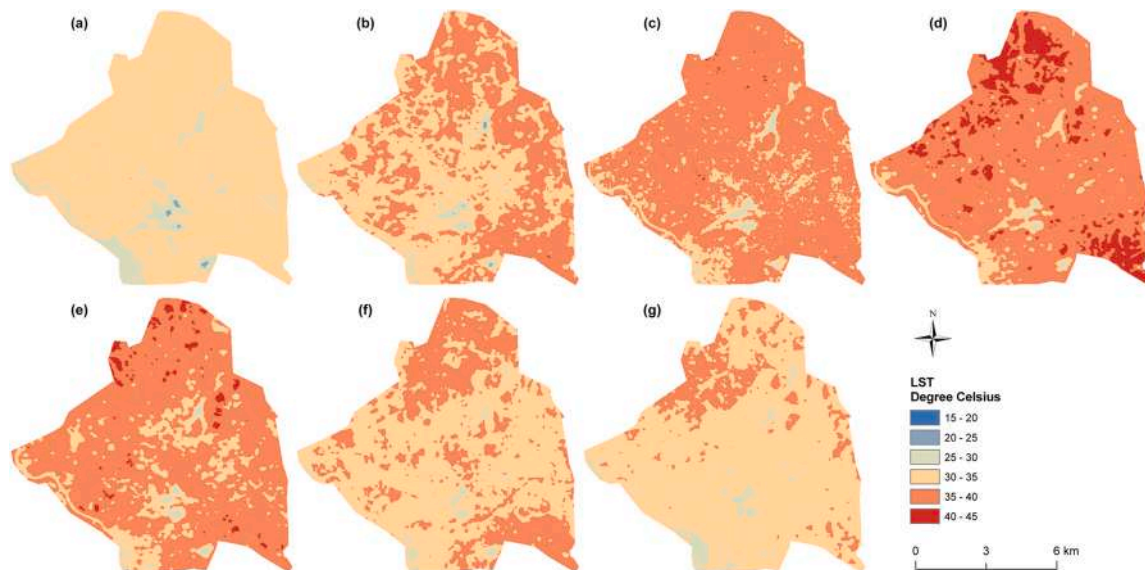 (a)
(b)
(c)
(d)
(e)
(f)
(g)
N
LST
Degree Celsius
15 - 20
20 - 25
25 - 30
30 - 35
35 - 40
40 - 45
0 3 6 km